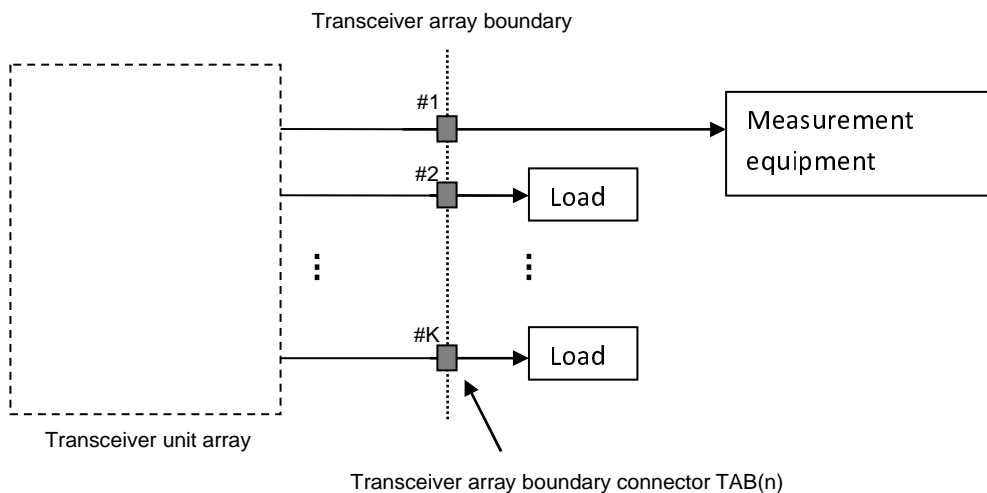 Transceiver array boundary
#1
Measurement
equipment
#2
Load
#K
Load
Transceiver unit array
Transceiver array boundary connector TAB(n)